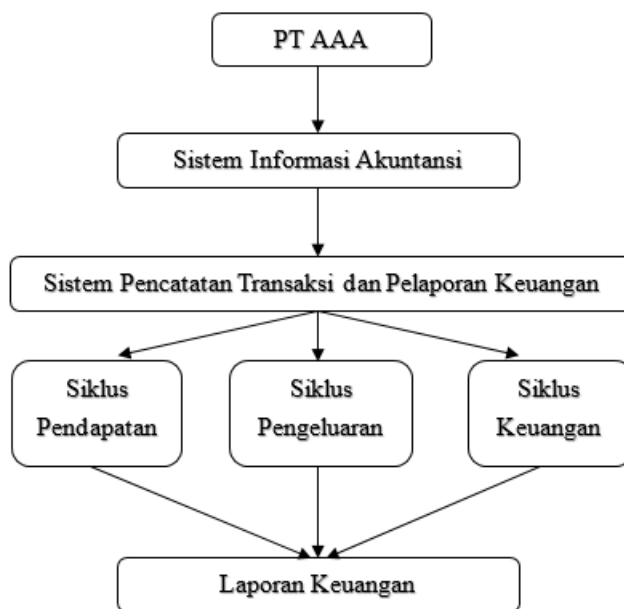 PT AAA
Sistem Informasi Akuntansi
Sistem Pencatatan Transaksi dan Pelaporan Keuangan
Siklus
Pendapatan
Siklus
Pengeluaran
Siklus
Keuangan
Laporan Keuangan